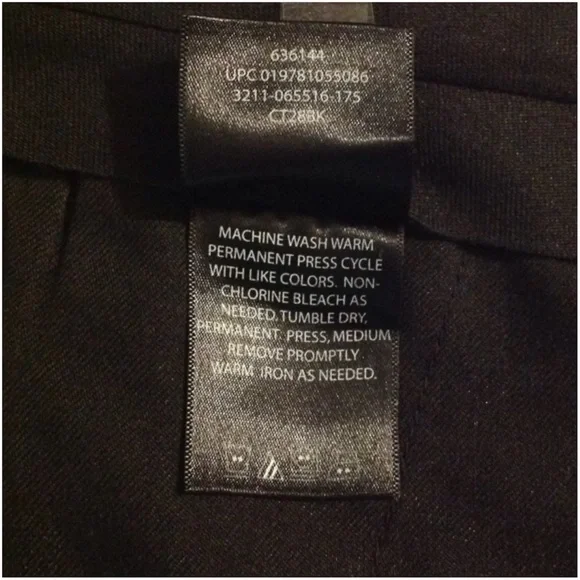 636144
UPC 019781055086
3211-065516-175
CT28BK
MACHINE WASH WARM
PERMANENT PRESS CYCLE
WITH LIKE COLORS. NON-
CHLORINE BLEACH AS
NEEDED. TUMBLE DRY,
PERMANENT PRESS, MEDIUM
REMOVE PROMPTLY
WARM IRON AS NEEDED.